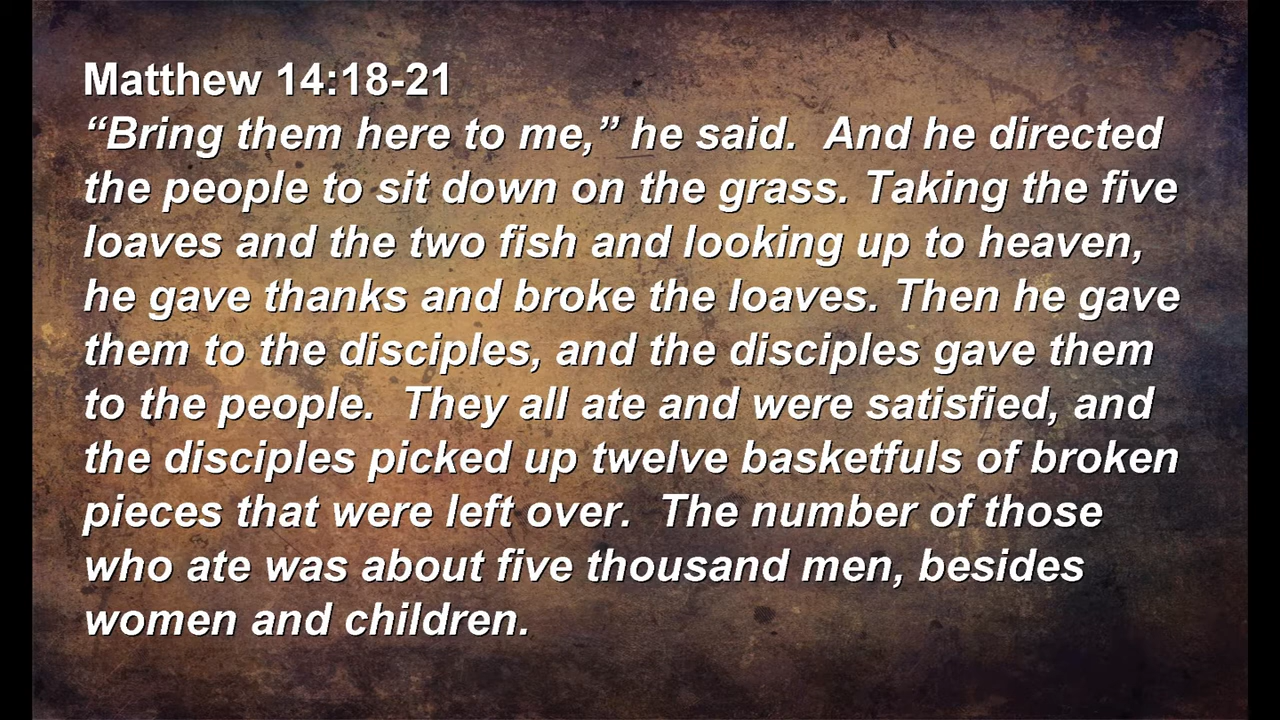 Matthew 14:18-21
“Bring them here to me,” he said.  And he directed
the people to sit down on the grass. Taking the five
loaves and the two fish and looking up to heaven,
he gave thanks and broke the loaves. Then he gave
them to the disciples, and the disciples gave them
to the people.  They all ate and were satisfied, and
the disciples picked up twelve basketfuls of broken
pieces that were left over.  The number of those
who ate was about five thousand men, besides
women and children.